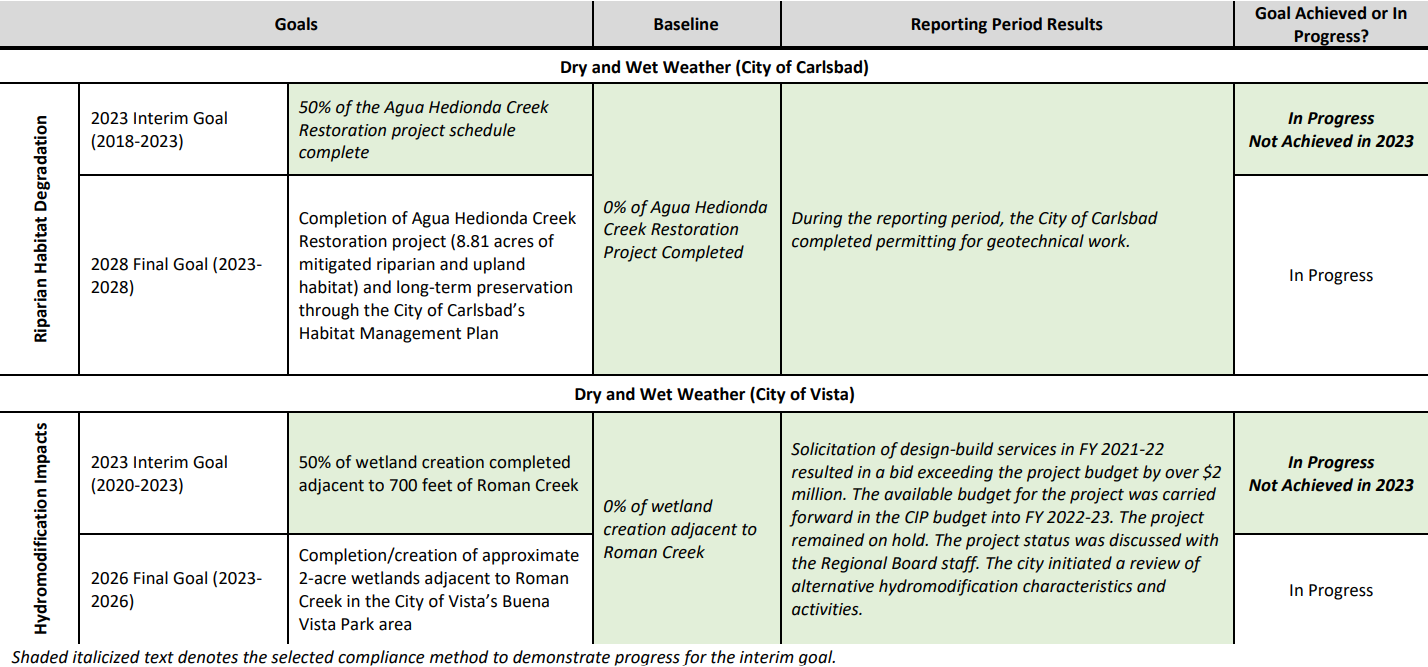 Goals
Baseline
Reporting Period Results
Goal Achieved or In
Progress?
Dry and Wet Weather (City of Carlsbad)
Riparian Habitat Degradation
2023 Interim Goal
(2018-2023)
50% of the Agua Hedionda Creek
Restoration project schedule
complete
0% of Agua Hedionda
Creek Restoration
Project Completed
During the reporting period, the City of Carlsbad
completed permitting for geotechnical work.
In Progress
Not Achieved in 2023
2028 Final Goal (2023-
2028)
Completion of Agua Hedionda Creek
Restoration project (8.81 acres of
mitigated riparian and upland
habitat) and long-term preservation
through the City of Carlsbad’s
Habitat Management Plan
In Progress
Dry and Wet Weather (City of Vista)
Hydromodification Impacts
2023 Interim Goal
(2020-2023)
50% of wetland creation completed
adjacent to 700 feet of Roman Creek
0% of wetland
creation adjacent to
Roman Creek
Solicitation of design-build services in FY 2021-22
resulted in a bid exceeding the project budget by over $2
million. The available budget for the project was carried
forward in the CIP budget into FY 2022-23. The project
remained on hold. The project status was discussed with
the Regional Board staff. The city initiated a review of
alternative hydromodification characteristics and
activities.
In Progress
Not Achieved in 2023
2026 Final Goal (2023-
2026)
Completion/creation of approximate
2-acre wetlands adjacent to Roman
Creek in the City of Vista’s Buena
Vista Park area
In Progress
Shaded italicized text denotes the selected compliance method to demonstrate progress for the interim goal.